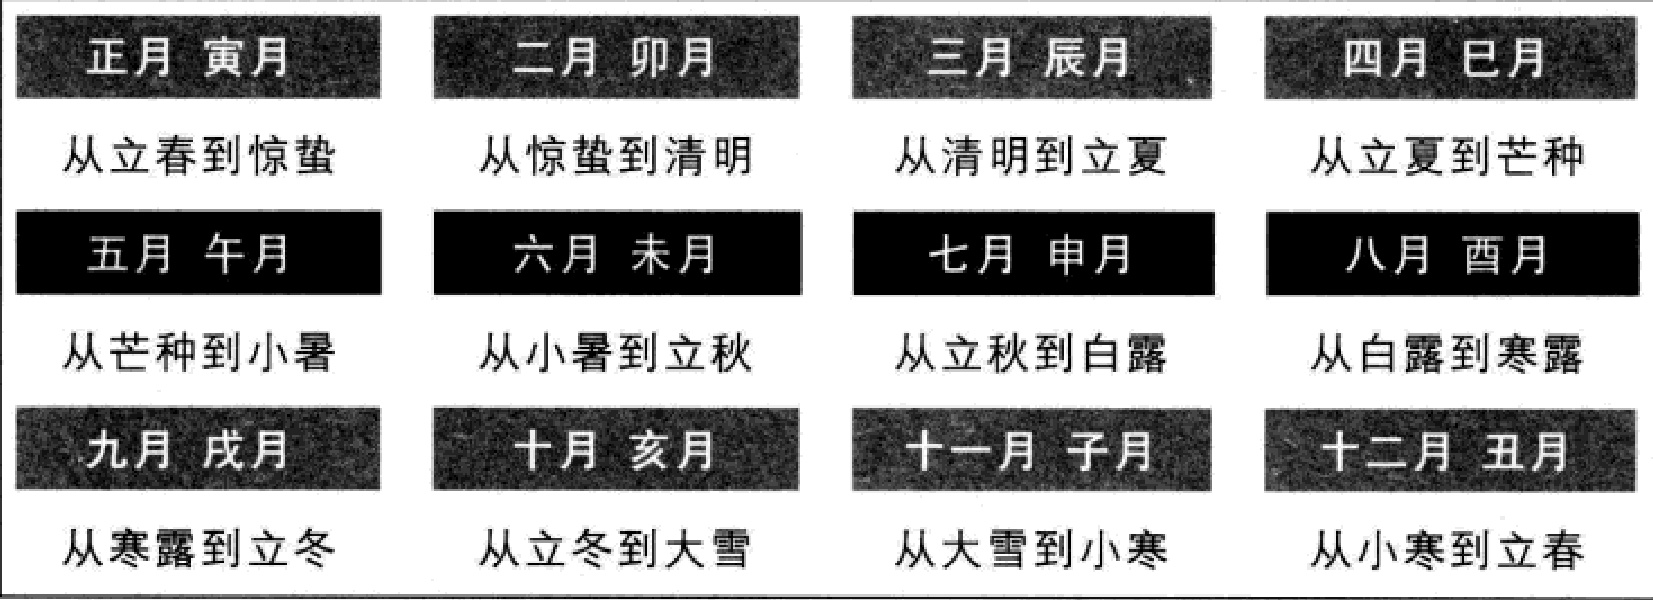 正月 寅月 二月 卯月 三月 辰月 四月 巳月
从立春到惊蛰 从惊蛰到清明 从清明到立夏 从立夏到芒种
五月 午月 六月 未月 七月 申月 八月 酉月
从芒种到小暑 从小暑到立秋 从立秋到白露 从白露到寒露
九月 戌月 十月 亥月 十一月 子月 十二月 丑月
从寒露到立冬 从立冬到大雪 从大雪到小寒 从小寒到立春